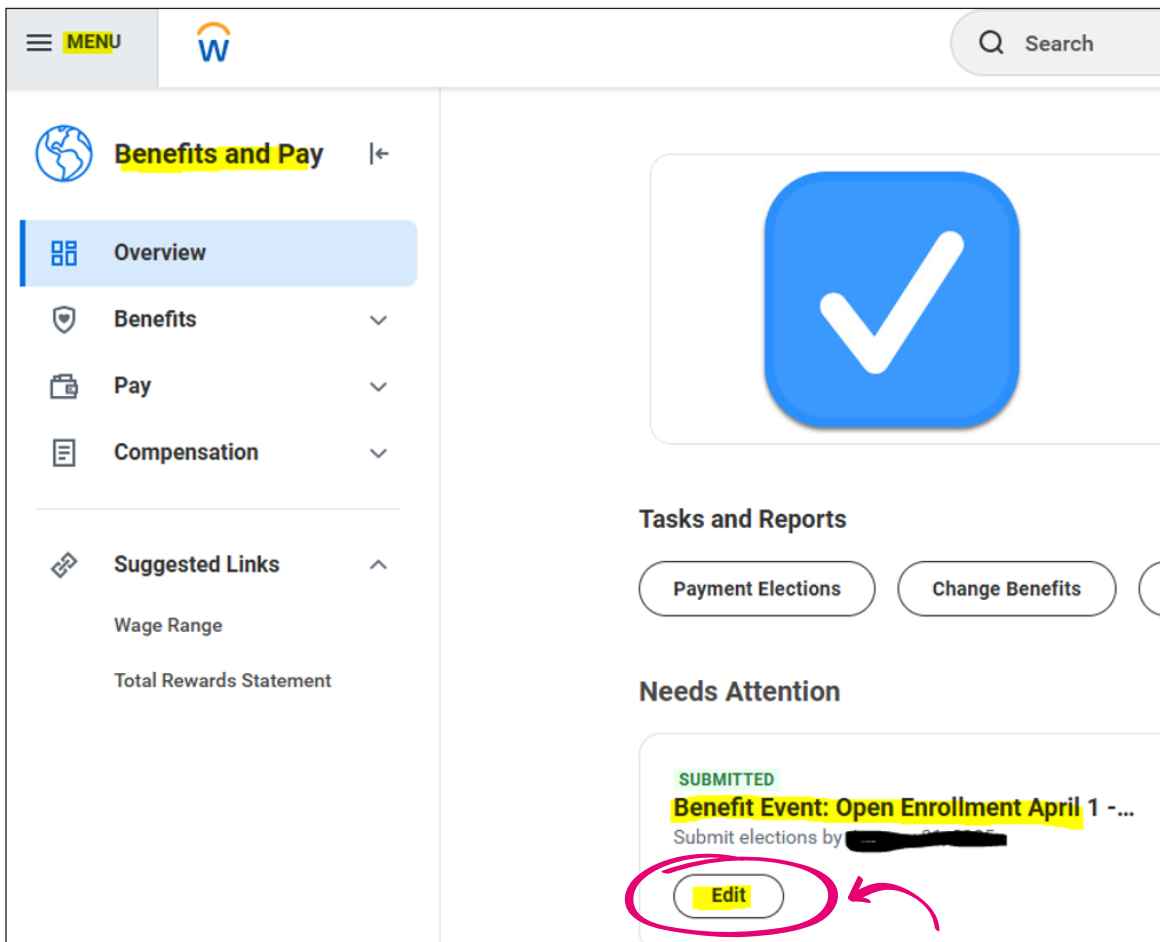 MENU
W
Search
Benefits and Pay
Overview
Benefits
Pay
Compensation
Suggested Links
Wage Range
Total Rewards Statement
Tasks and Reports
Payment Elections
Change Benefits
Needs Attention
SUBMITTED
Benefit Event: Open Enrollment April 1 -...
Submit elections by
Edit